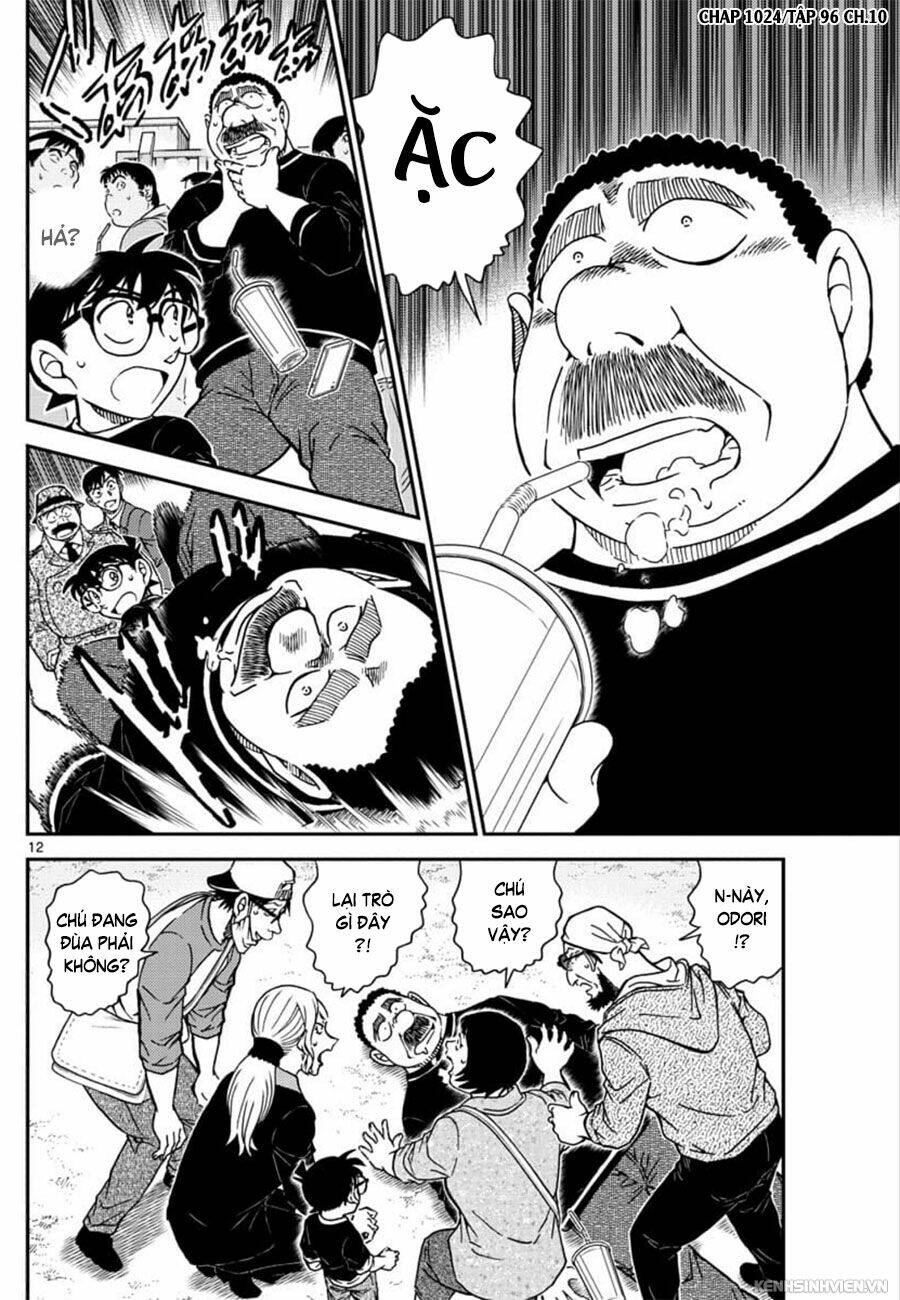 CHAP 1024/TẬP 96 CH.10
ẶC
HẢ?
12
N-NÀY,
ODORI
!?
CHÚ
SAO
VẬY?
LẠI TRÒ
GÌ ĐÂY
?!
CHÚ ĐANG
ĐÙA PHẢI
KHÔNG?
KENHSINHVIEN.VN